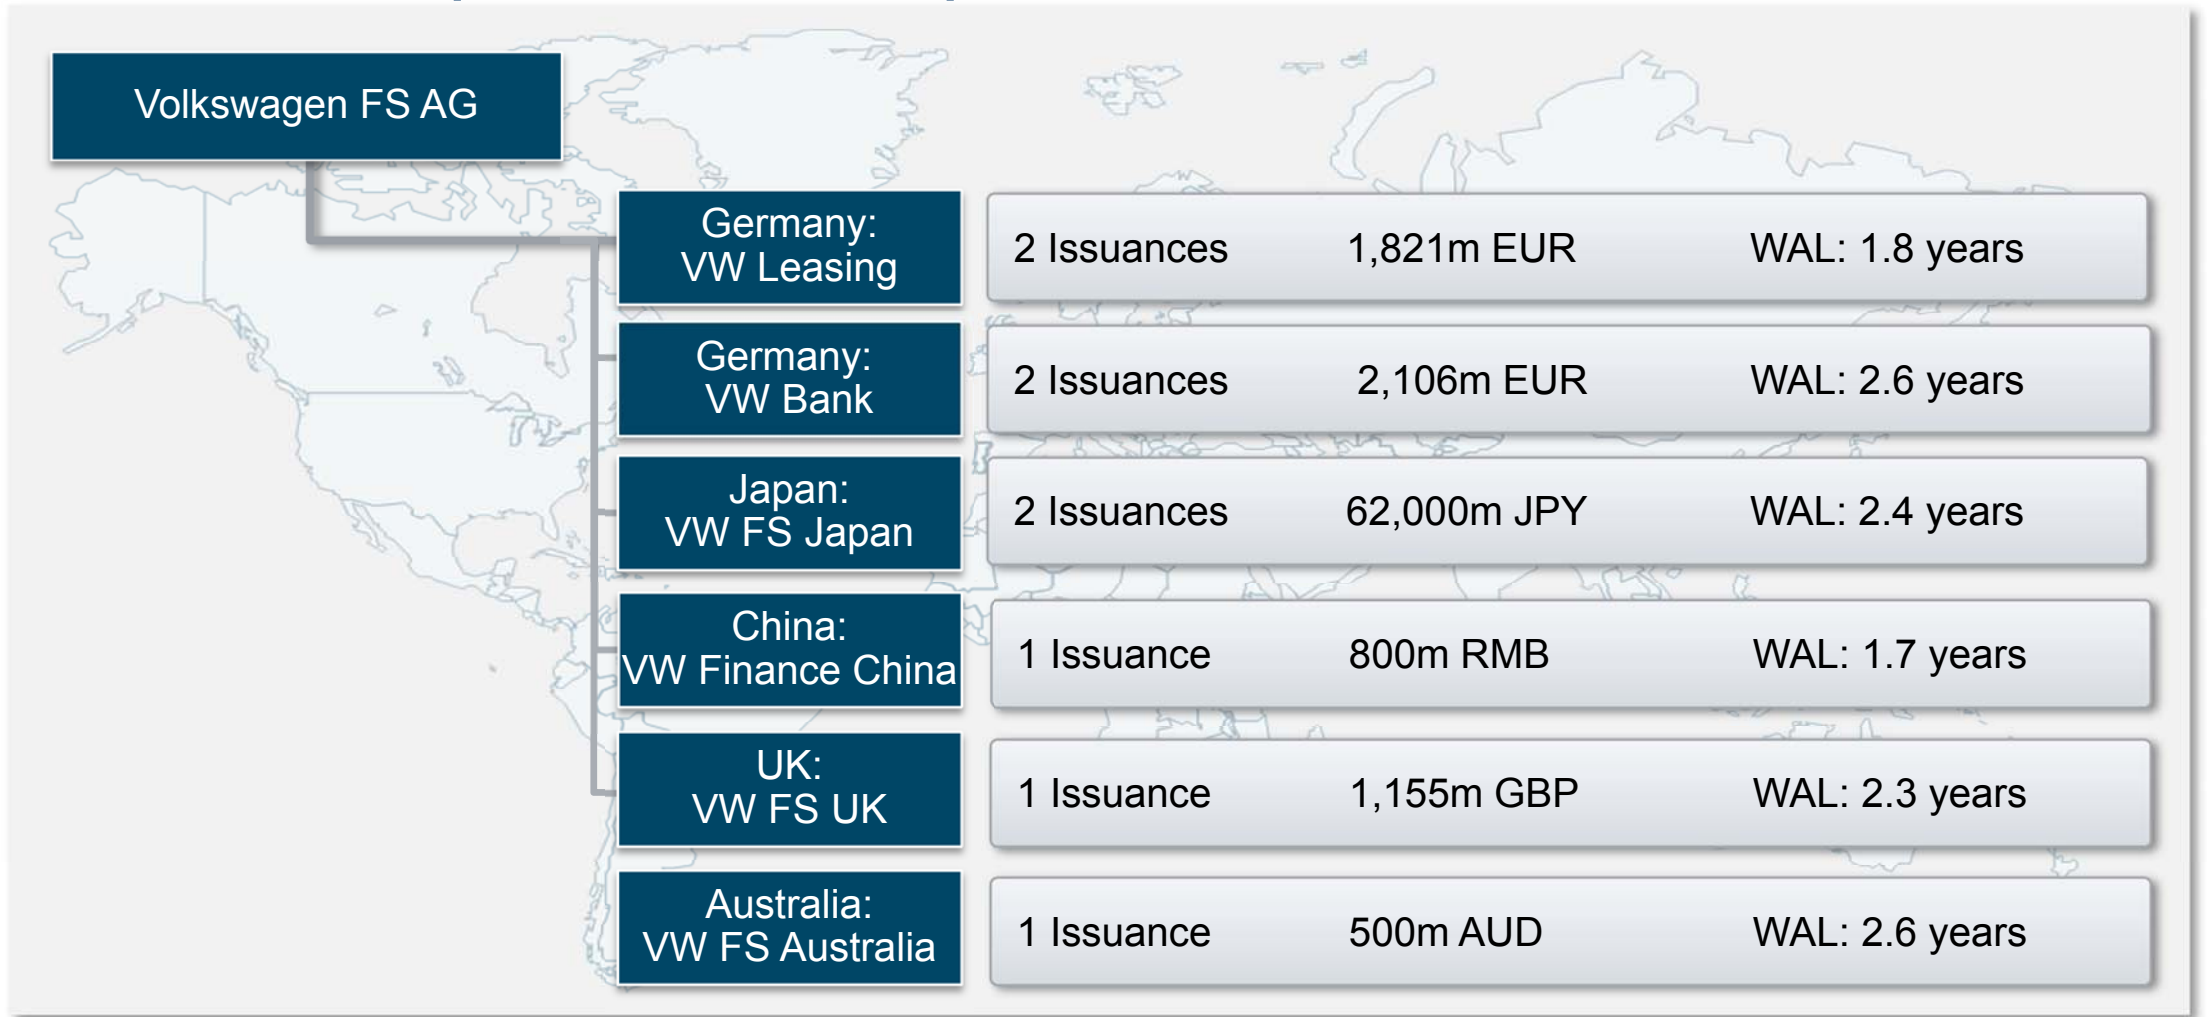 Volkswagen FS AG
Germany:
VW Leasing
2 Issuances 1,821m EUR WAL: 1.8 years
Germany:
VW Bank
2 Issuances 2,106m EUR WAL: 2.6 years
Japan:
VW FS Japan
2 Issuances 62,000m JPY WAL: 2.4 years
China:
VW Finance China
1 Issuance 800m RMB WAL: 1.7 years
UK:
VW FS UK
1 Issuance 1,155m GBP WAL: 2.3 years
Australia:
VW FS Australia
1 Issuance 500m AUD WAL: 2.6 years